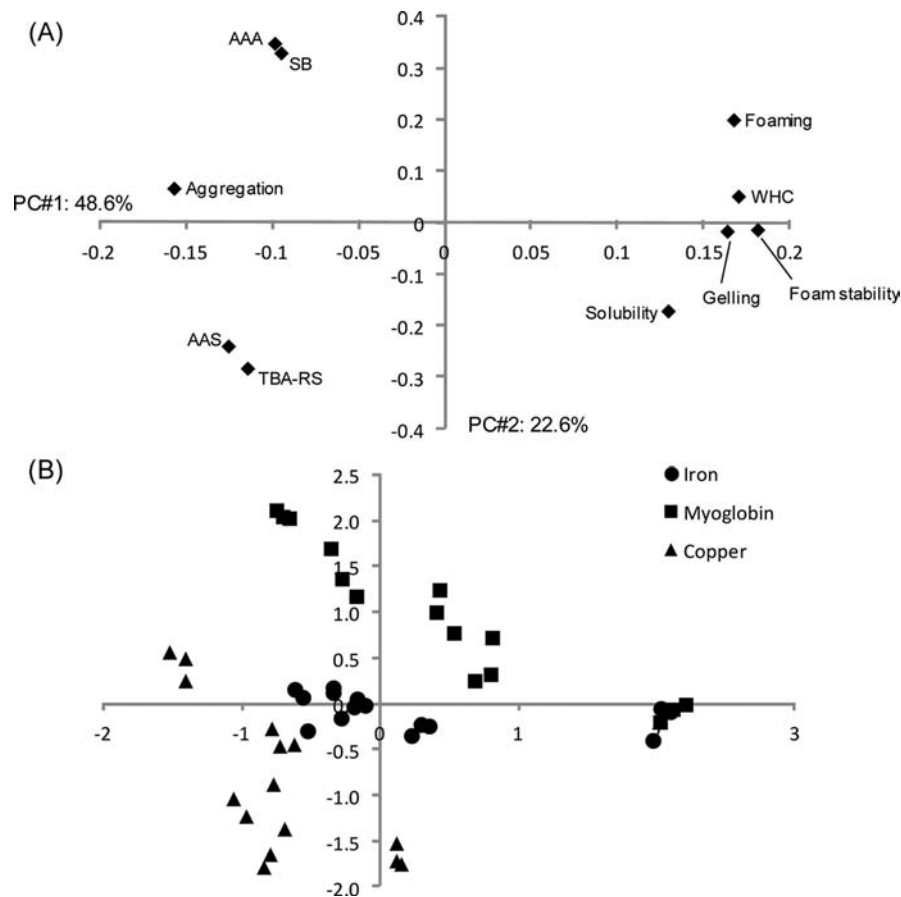 (A)
0.4
AAA
SB
0.3
0.2
Foaming
0.1
Aggregation
WHC
PC#1: 48.6%
0
-0.2 -0.15 -0.1 -0.05 0 0.05 0.1 0.15 0.2
-0.1
Gelling
Foam stability
Solubility
-0.2
AAS
-0.3
TBA-RS
-0.4
PC#2: 22.6%
(B)
2.5
Iron
2.0
Myoglobin
1.5
Copper
1.0
0.5
0.0
-2 -1 0 1 3
-0.5
-1.0
-1.5
-2.0